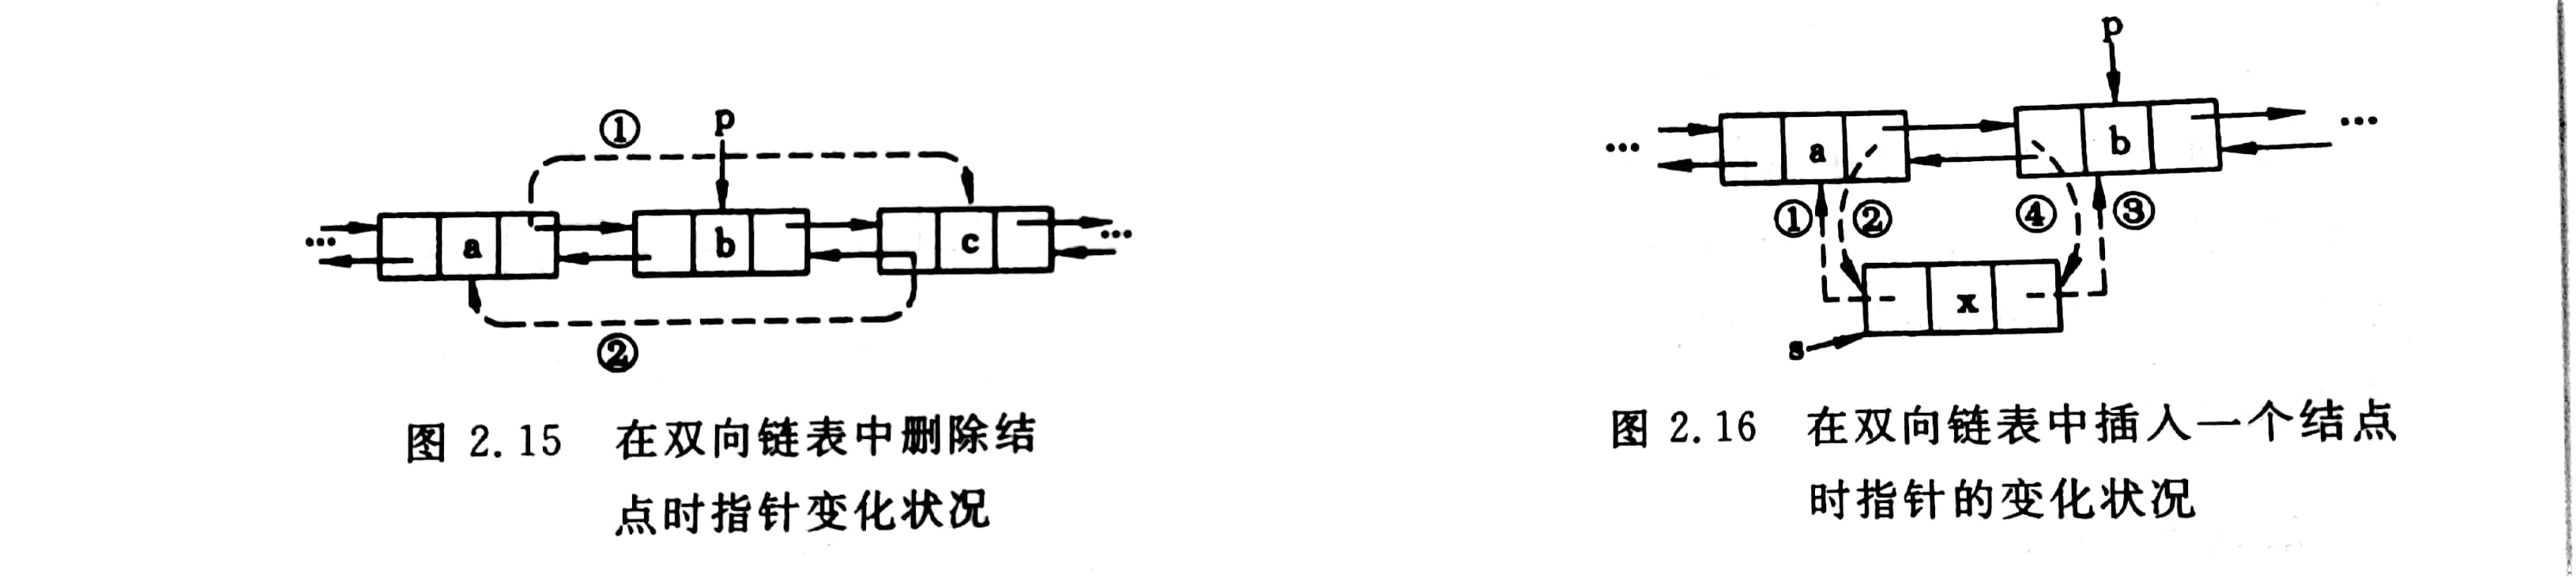 ① p
… a b c …
②
图 2.15 在双向链表中删除结
点时指针变化状况
p
… a b …
① ② ④ ③
x
s
图 2.16 在双向链表中插入一个结点
时指针的变化状况